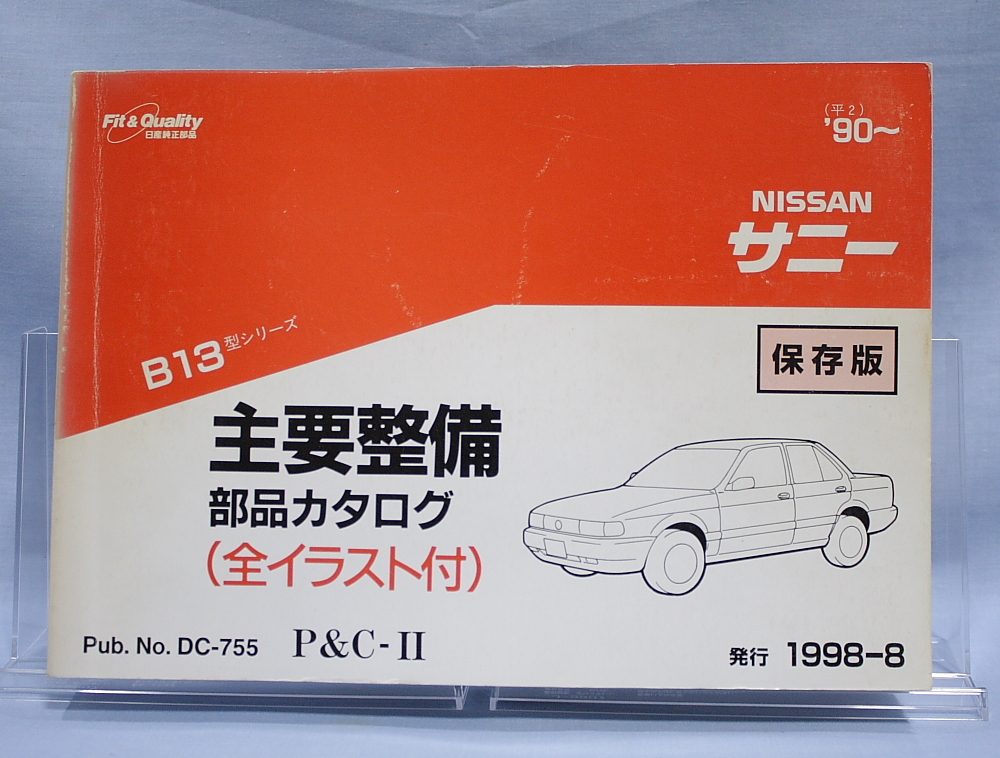 Fit & Quality
日産純正部品
(平2)
'90〜
NISSAN
サニー
B13型シリーズ
保存版
主要整備
部品カタログ
(全イラスト付)
Pub. No. DC-755 P&C-II
発行 1998-8